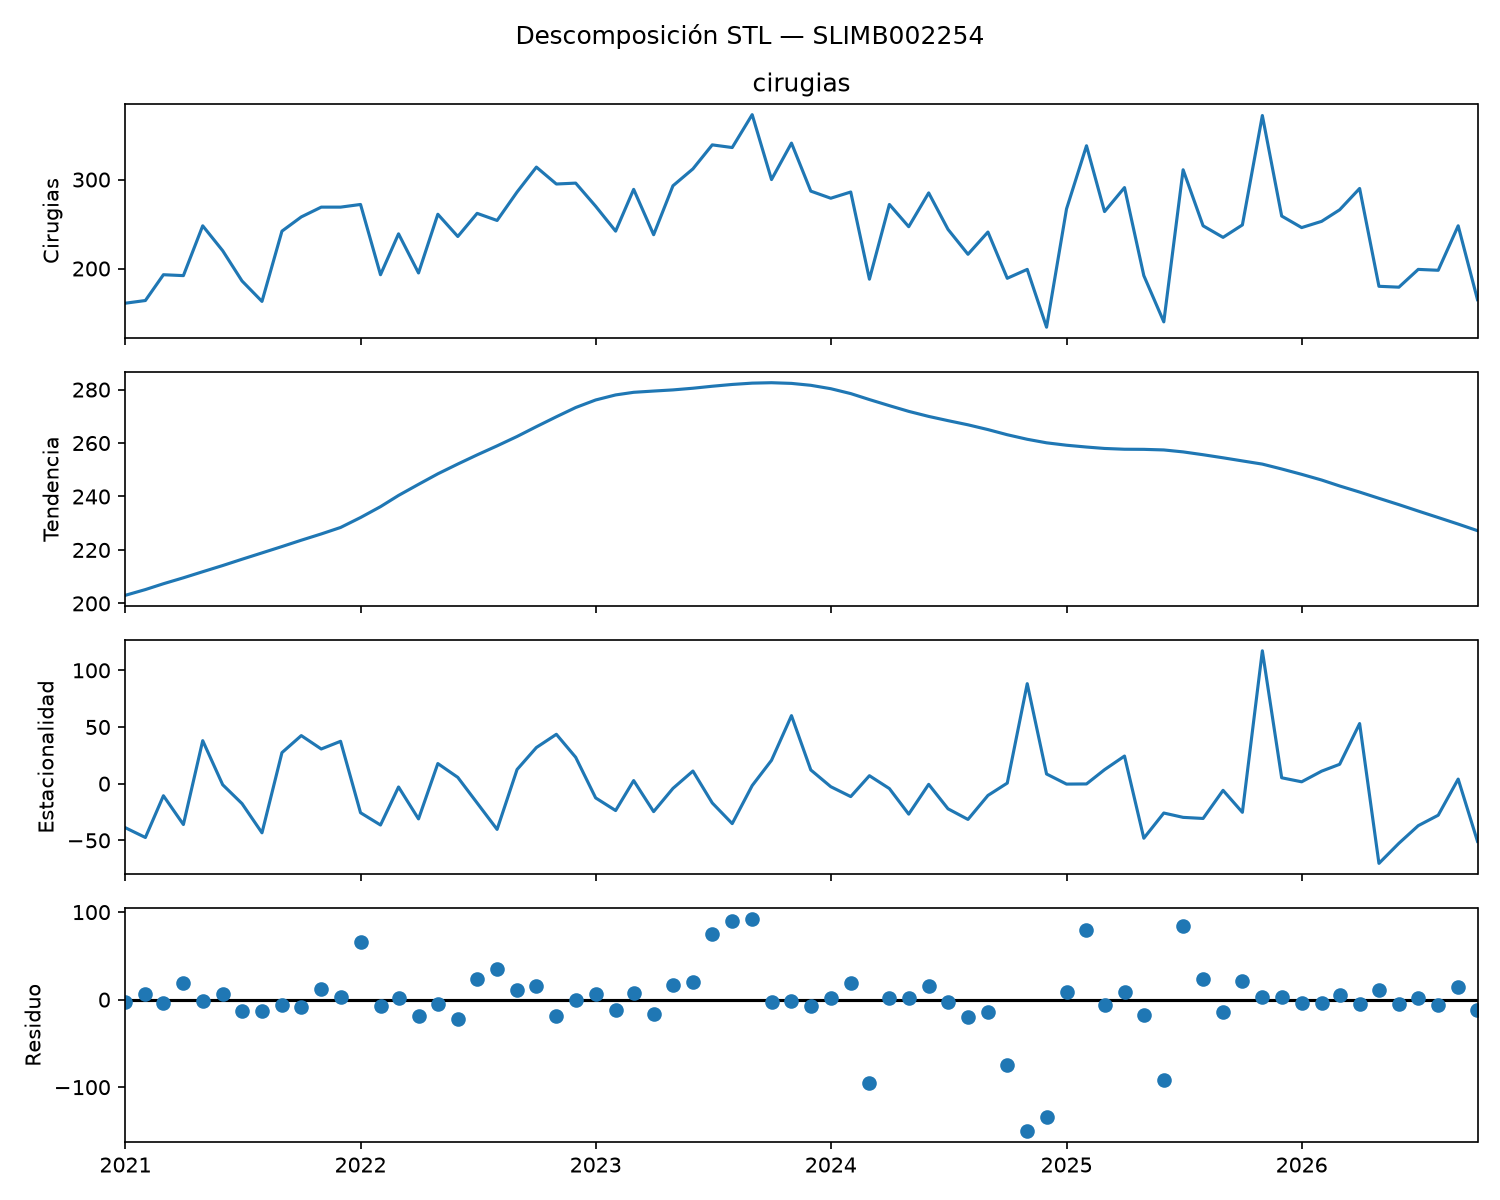 Descomposición STL — SLIMB002254
cirugias
Cirugias
300
200
Tendencia
280
260
240
220
200
Estacionalidad
100
50
0
−50
Residuo
100
0
−100
2021 2022 2023 2024 2025 2026